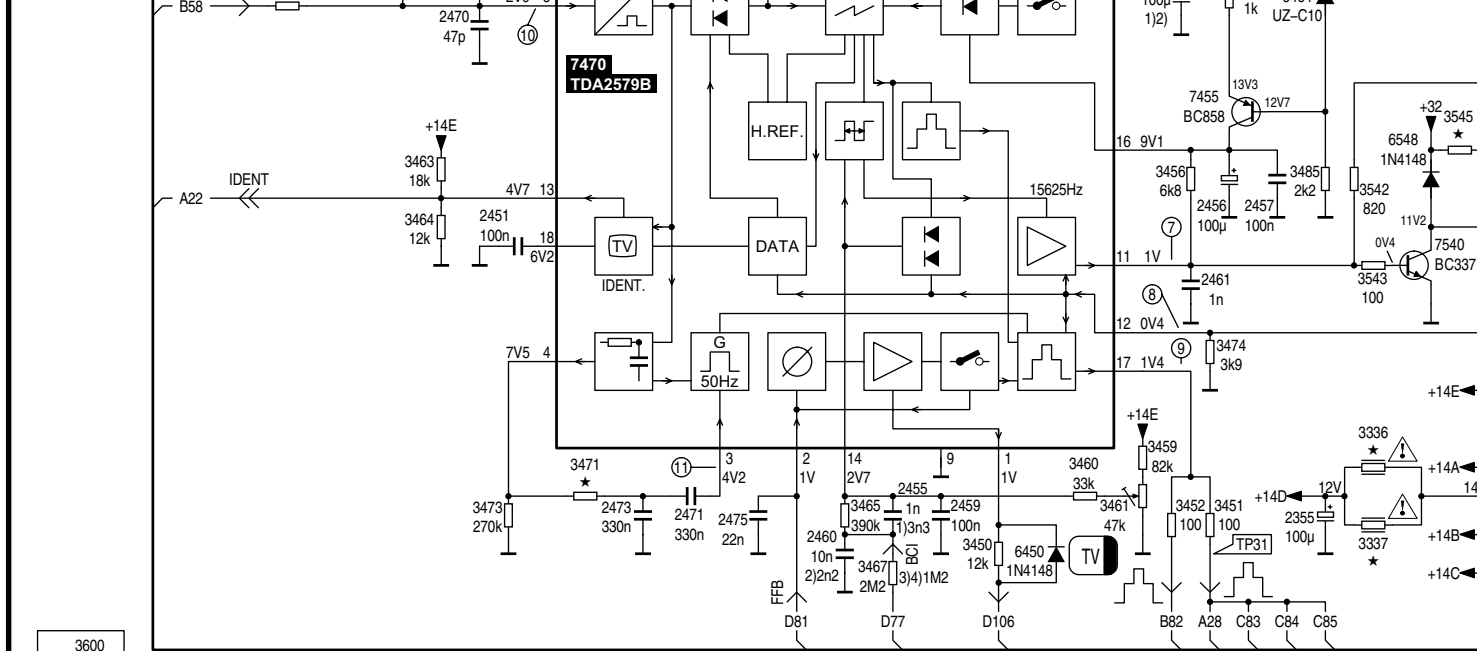 B58
2470
47p
10
7470
TDA2579B
1)2)
1k
UZ-C10
7455
BC858
13V3
12V7
+32
3545
★
6548
1N4148
+14E
3463
18k
H.REF.
16 9V1
3456
6k8
3485
2k2
3542
820
A22
IDENT
4V7 13
15625Hz
2456
100µ
2457
100n
11V2
3464
12k
2451
100n
18
6V2
TV
IDENT.
DATA
7
0V4
7540
BC337
11 1V
3543
100
2461
1n
8
12 0V4
9
3474
3k9
7V5 4
G
50Hz
17 1V4
+14E
+14E
3471
★
11
3
4V2
2
1V
14
2V7
9
1
1V
3460
33k
3459
82k
3336
★
+14A
3473
270k
2473
330n
2471
330n
2475
22n
3465
390k
2455
1n
1)3n3
2459
100n
3461
47k
3452
100
3451
100
+14D
12V
14
2355
100µ
2460
10n
2)2n2
BCI
3467
2M2
3)4)1M2
3450
12k
6450
1N4148
TV
TP31
3337
★
+14B
+14C
FFB
D81
D77
D106
B82
A28
C83
C84
C85
3600